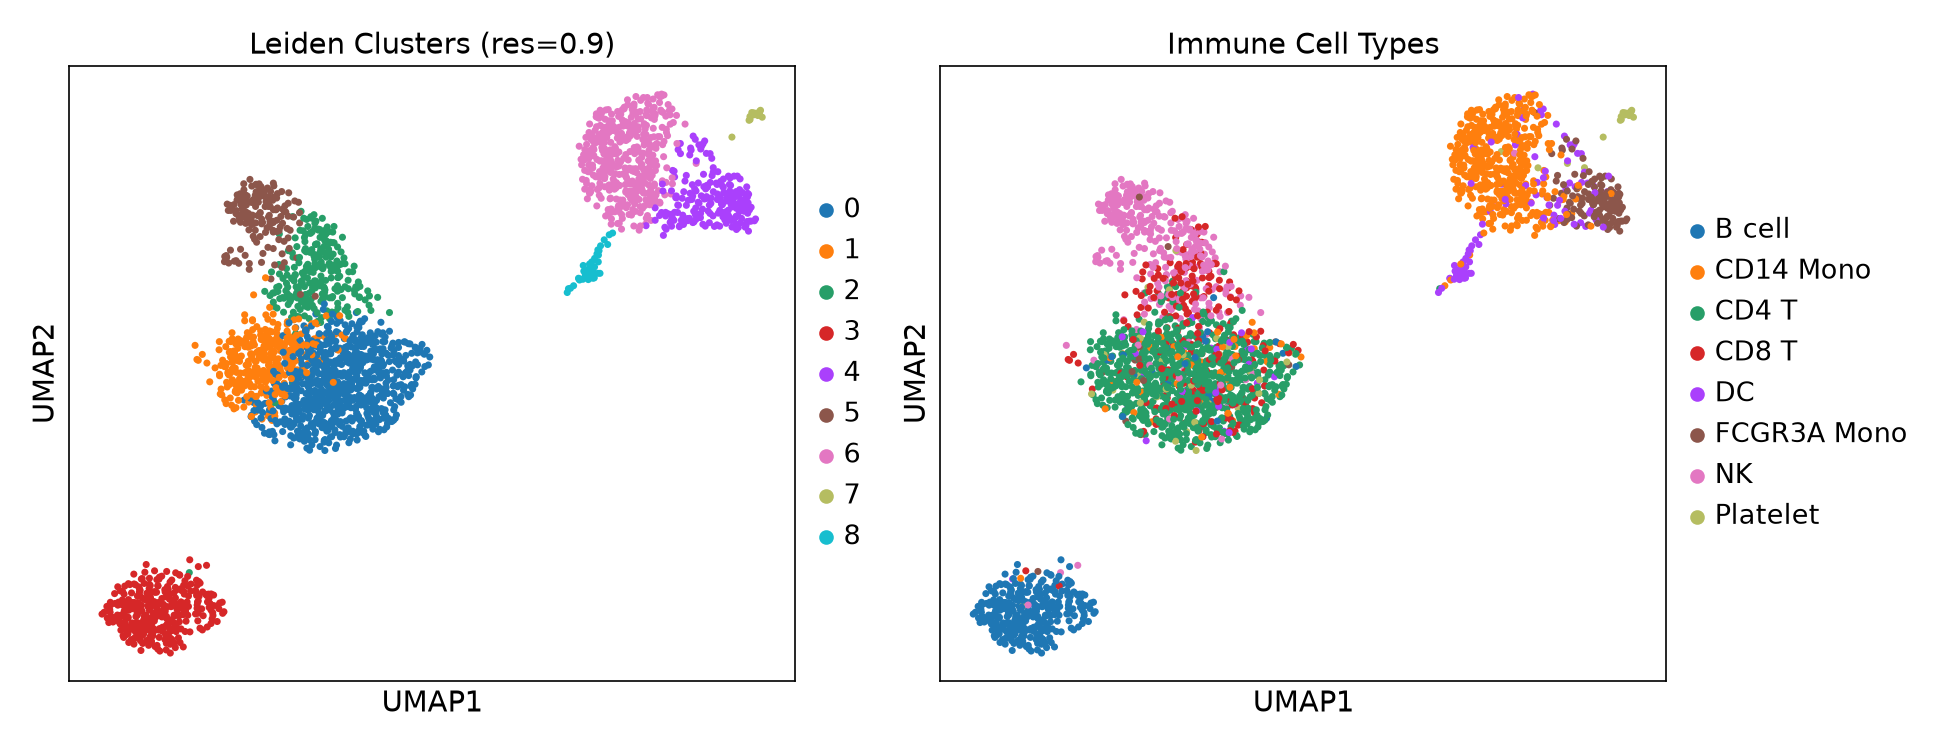 Leiden Clusters (res=0.9)
UMAP2
UMAP1
0
1
2
3
4
5
6
7
8
Immune Cell Types
UMAP2
UMAP1
B cell
CD14 Mono
CD4 T
CD8 T
DC
FCGR3A Mono
NK
Platelet